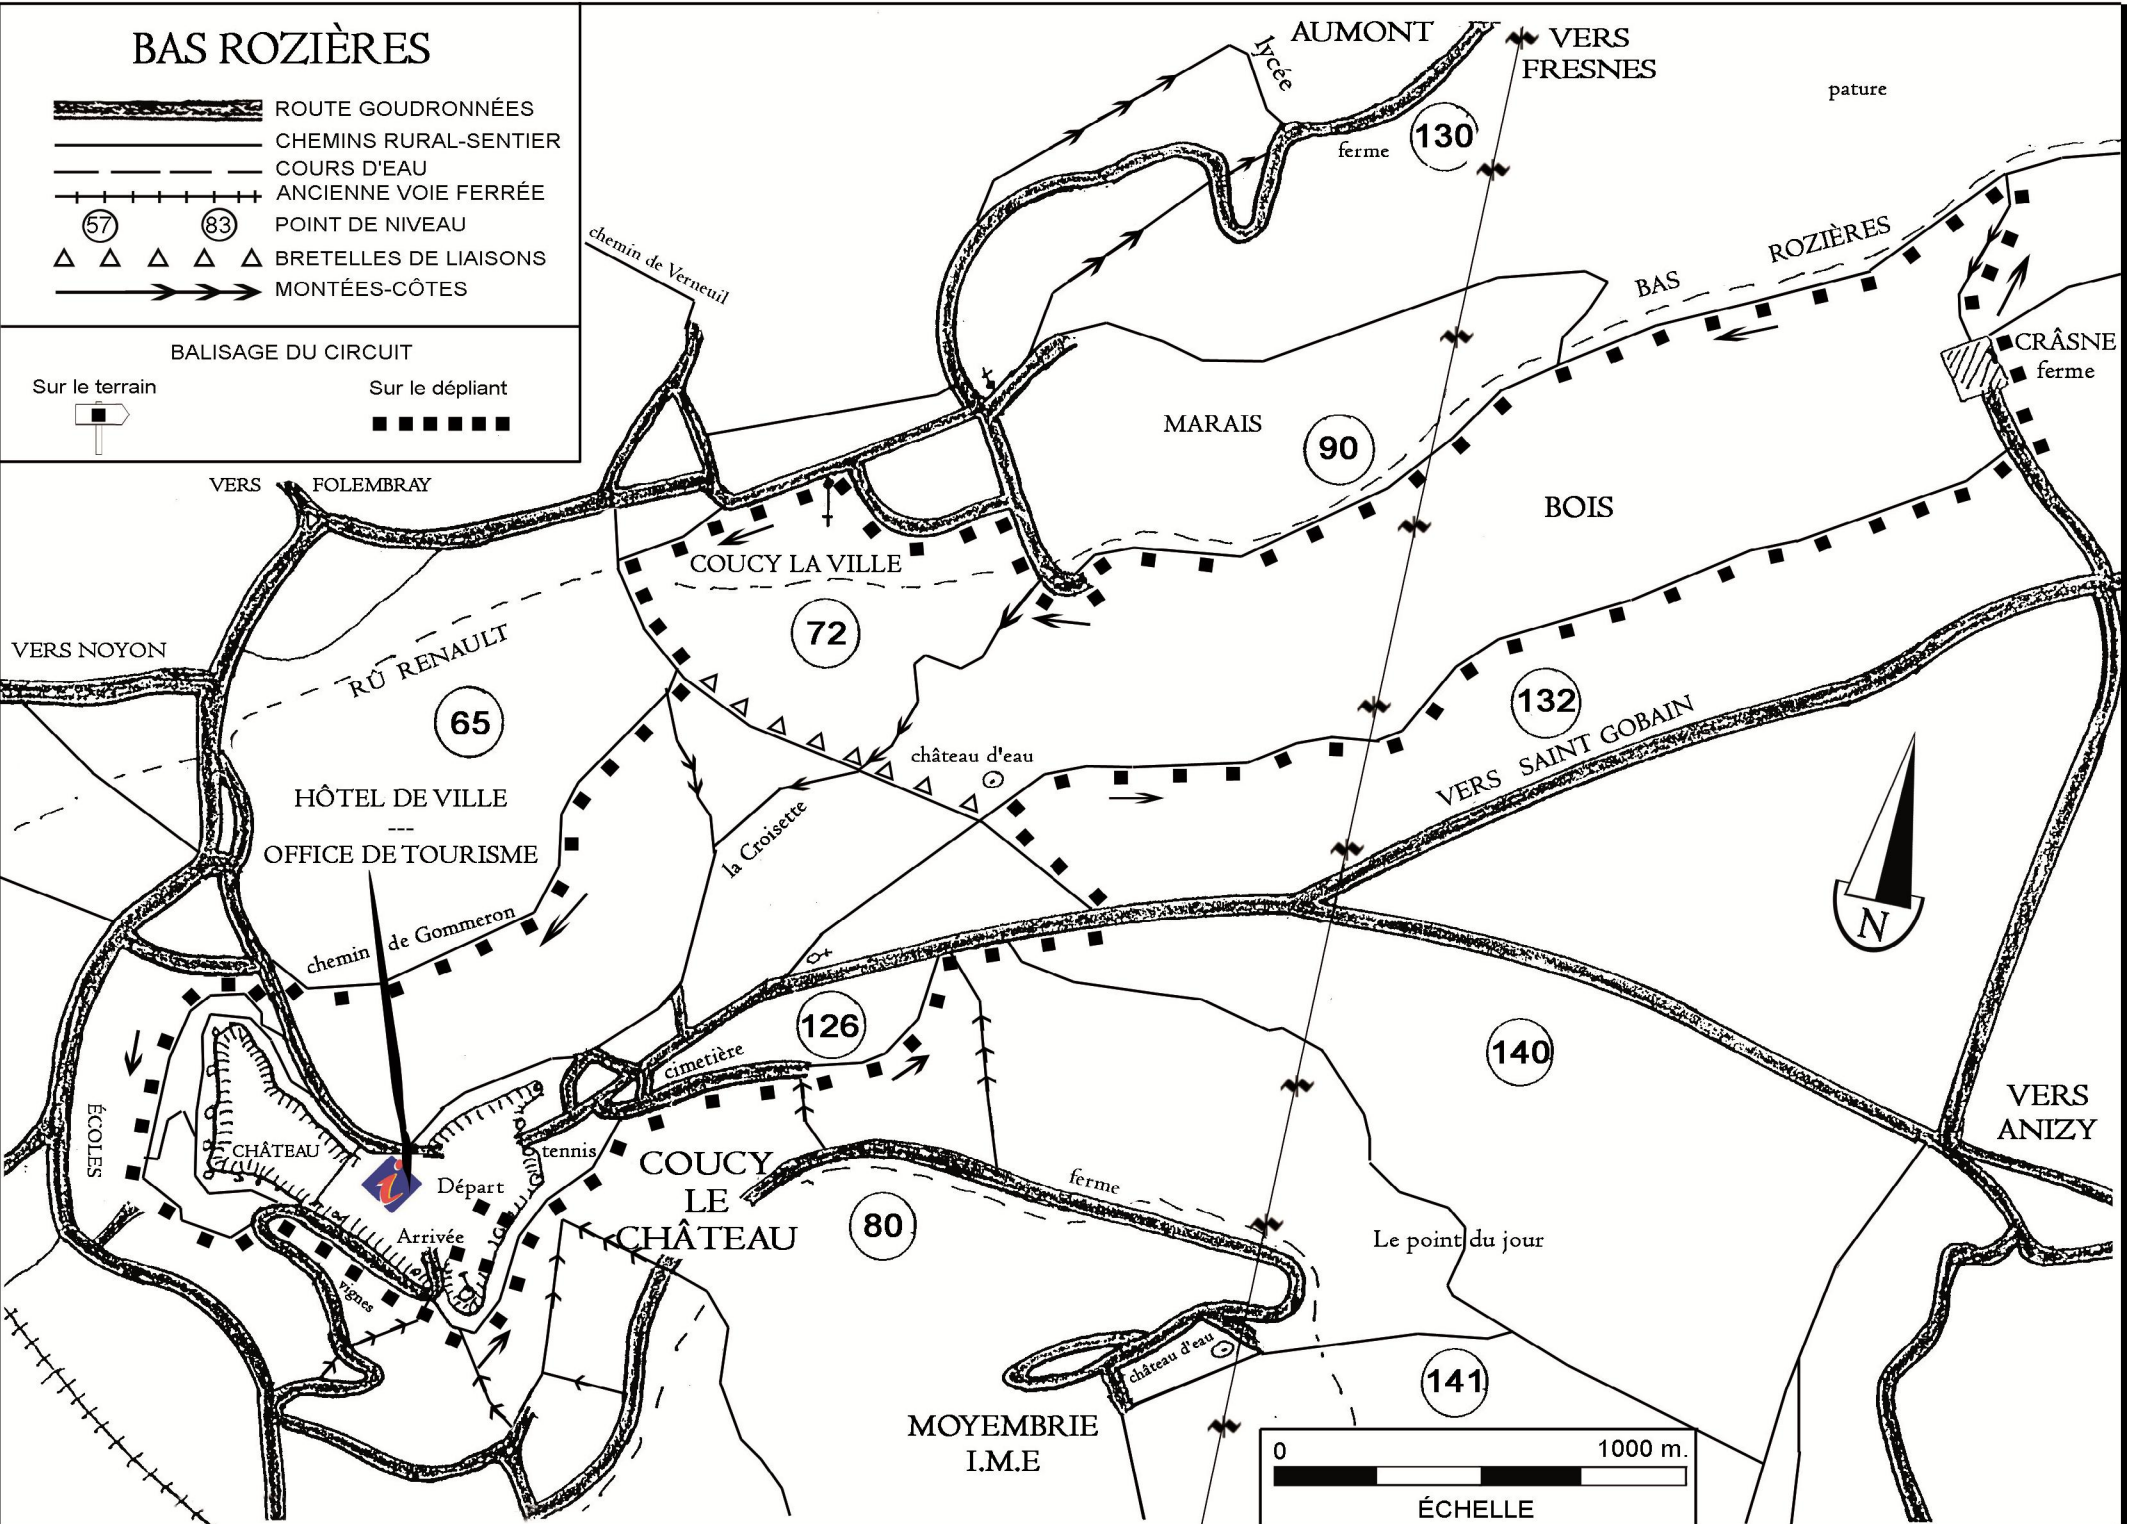 BAS ROZIÈRES
ROUTE GOUDRONNÉES
CHEMINS RURAL-SENTIER
COURS D'EAU
ANCIENNE VOIE FERRÉE
57
83
POINT DE NIVEAU
BRETELLES DE LIAISONS
MONTÉES-CÔTES
BALISAGE DU CIRCUIT
Sur le terrain
Sur le dépliant
AUMONT
lycée
VERS
FRESNES
130
ferme
pature
chemin de Verneuil
BAS
ROZIÈRES
CRÂSNE
ferme
MARAIS
90
BOIS
VERS
FOLEMBRAY
COUCY LA VILLE
72
VERS NOYON
RÛ RENAULT
65
132
VERS SAINT GOBAIN
château d'eau
HÔTEL DE VILLE
---
OFFICE DE TOURISME
la Croisette
chemin de Gommeron
N
126
cimetière
140
VERS
ANIZY
ÉCOLES
CHÂTEAU
i
Départ
Arrivée
tennis
vignes
COUCY
LE
CHÂTEAU
80
ferme
Le point du jour
château d'eau
141
MOYEMBRIE
I.M.E
0
1000 m.
ÉCHELLE